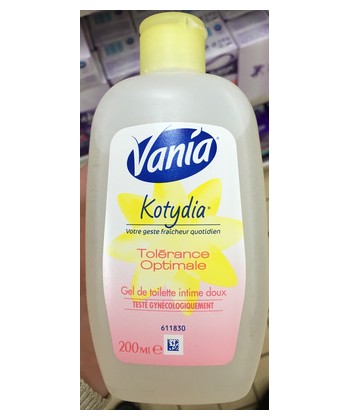 Vania
Kotydia®
Votre geste fraîcheur quotidien
Tolérance
Optimale
Gel de toilette intime doux
TESTÉ GYNÉCOLOGIQUEMENT
611830
200Ml ℮